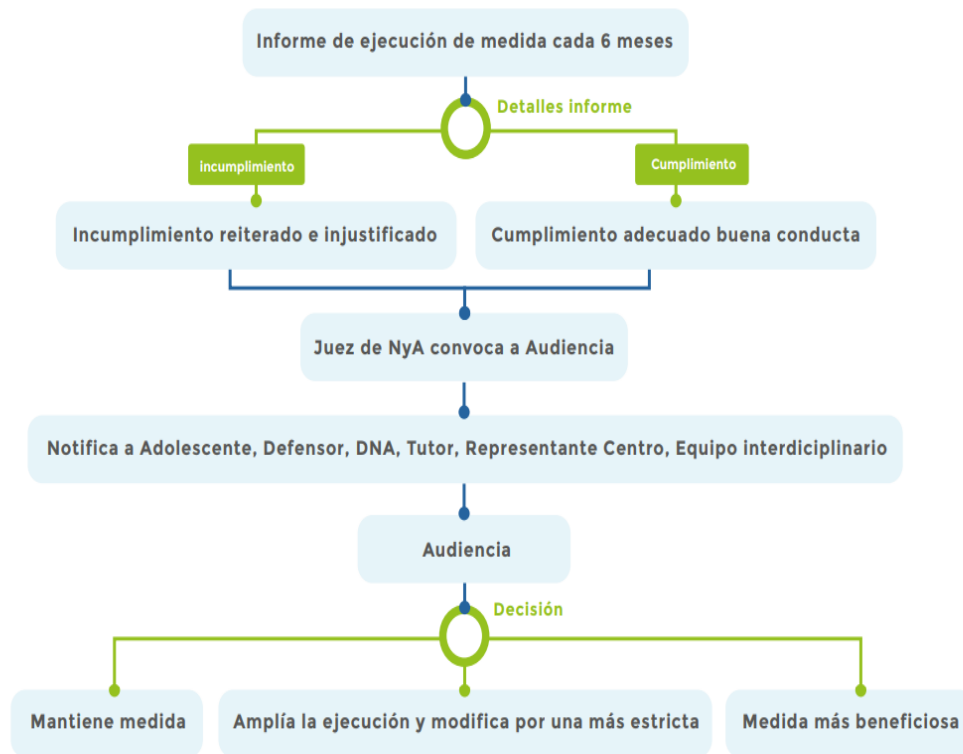 Informe de ejecución de medida cada 6 meses
Detalles informe
incumplimiento
Cumplimiento
Incumplimiento reiterado e injustificado
Cumplimiento adecuado buena conducta
Juez de NyA convoca a Audiencia
Notifica a Adolescente, Defensor, DNA, Tutor, Representante Centro, Equipo interdiciplinario
Audiencia
Decisión
Mantiene medida
Amplía la ejecución y modifica por una más estricta
Medida más beneficiosa